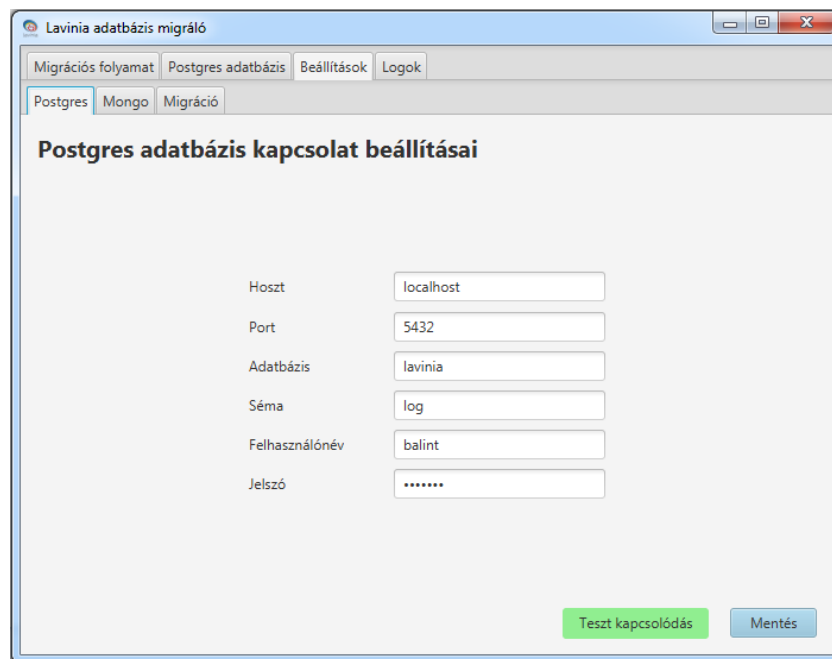 Lavinia adatbázis migráló
Migrációs folyamat Postgres adatbázis Beállítások Logok
Postgres Mongo Migráció
Postgres adatbázis kapcsolat beállításai
Hoszt localhost
Port 5432
Adatbázis lavinia
Séma log
Felhasználónév balint
Jelszó •••••••
Teszt kapcsolódás Mentés